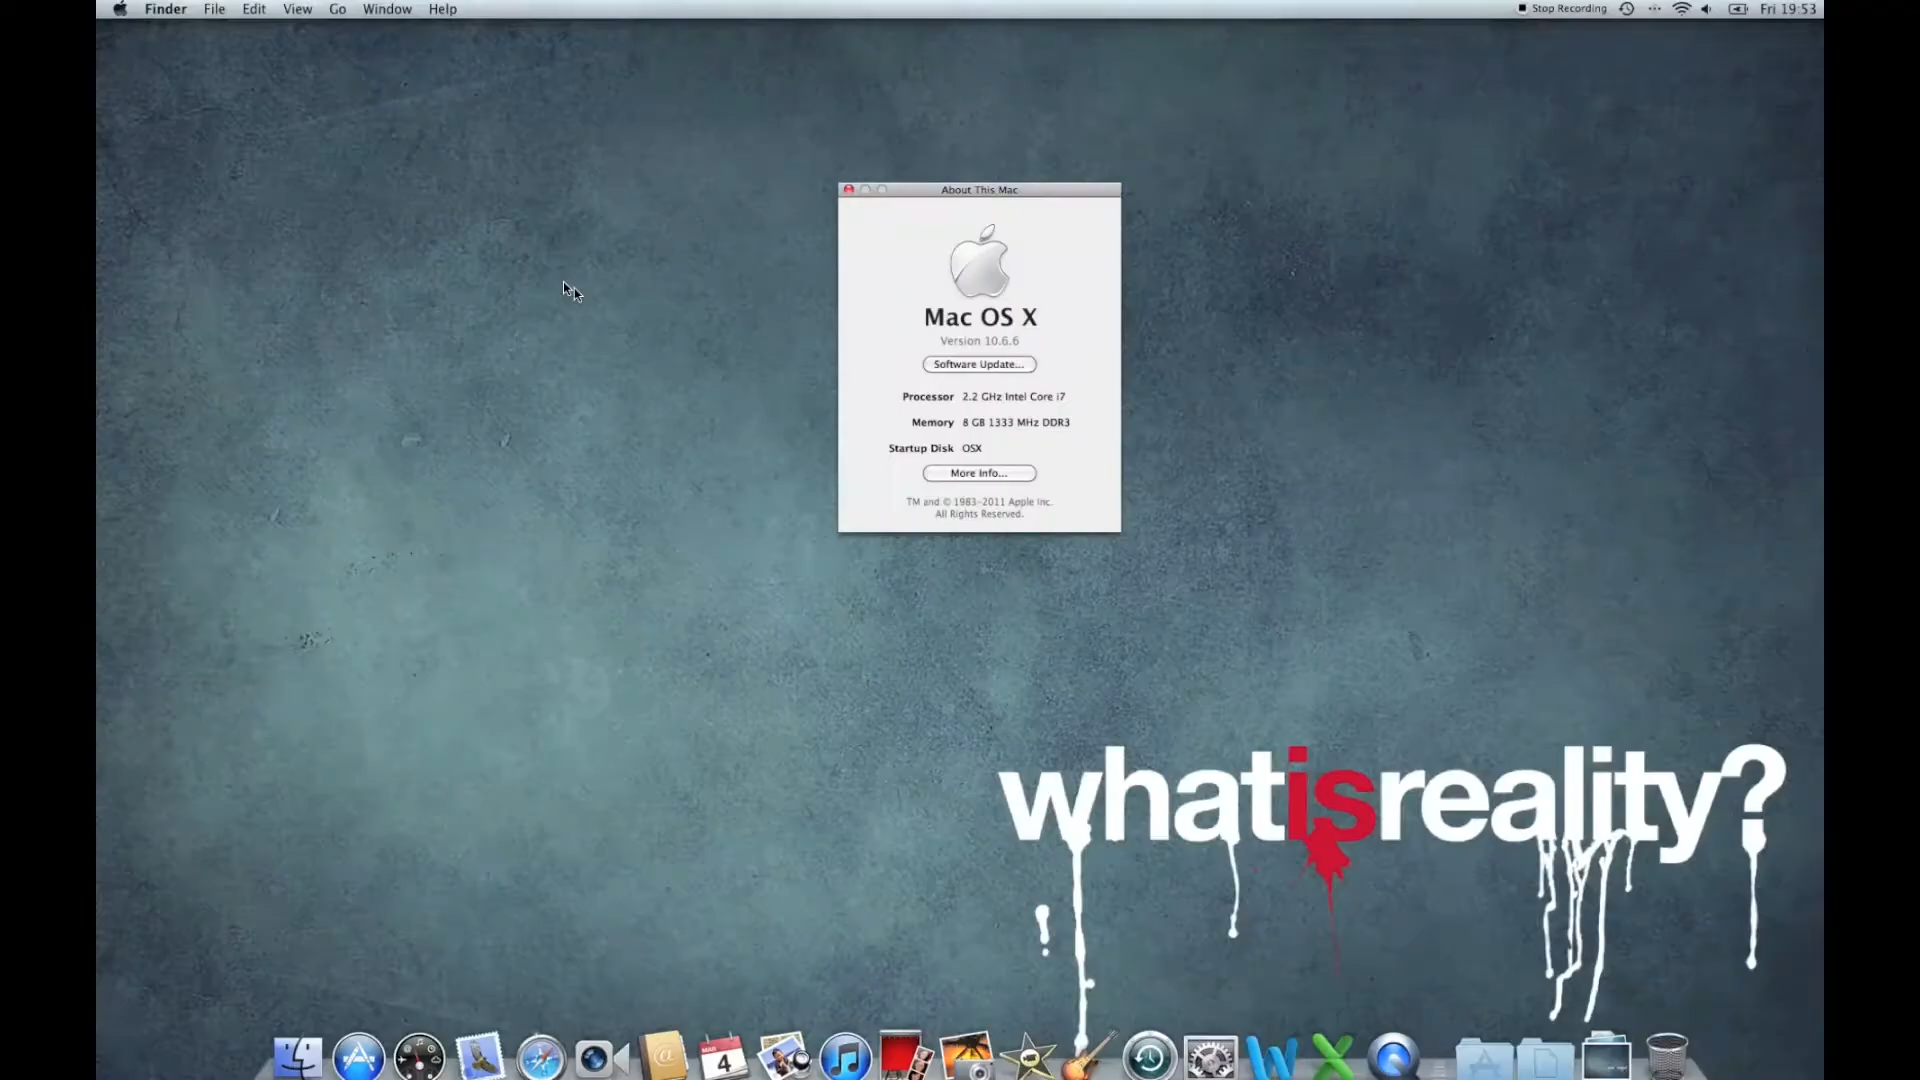 Finder File Edit View Go Window Help
Stop Recording Fri 19:53
About This Mac
Mac OS X
Version 10.6.6
Software Update...
Processor 2.2 GHz Intel Core i7
Memory 8 GB 1333 MHz DDR3
Startup Disk OSX
More Info...
TM and © 1983–2011 Apple Inc.
All Rights Reserved.
whatisreality?
MAR
4